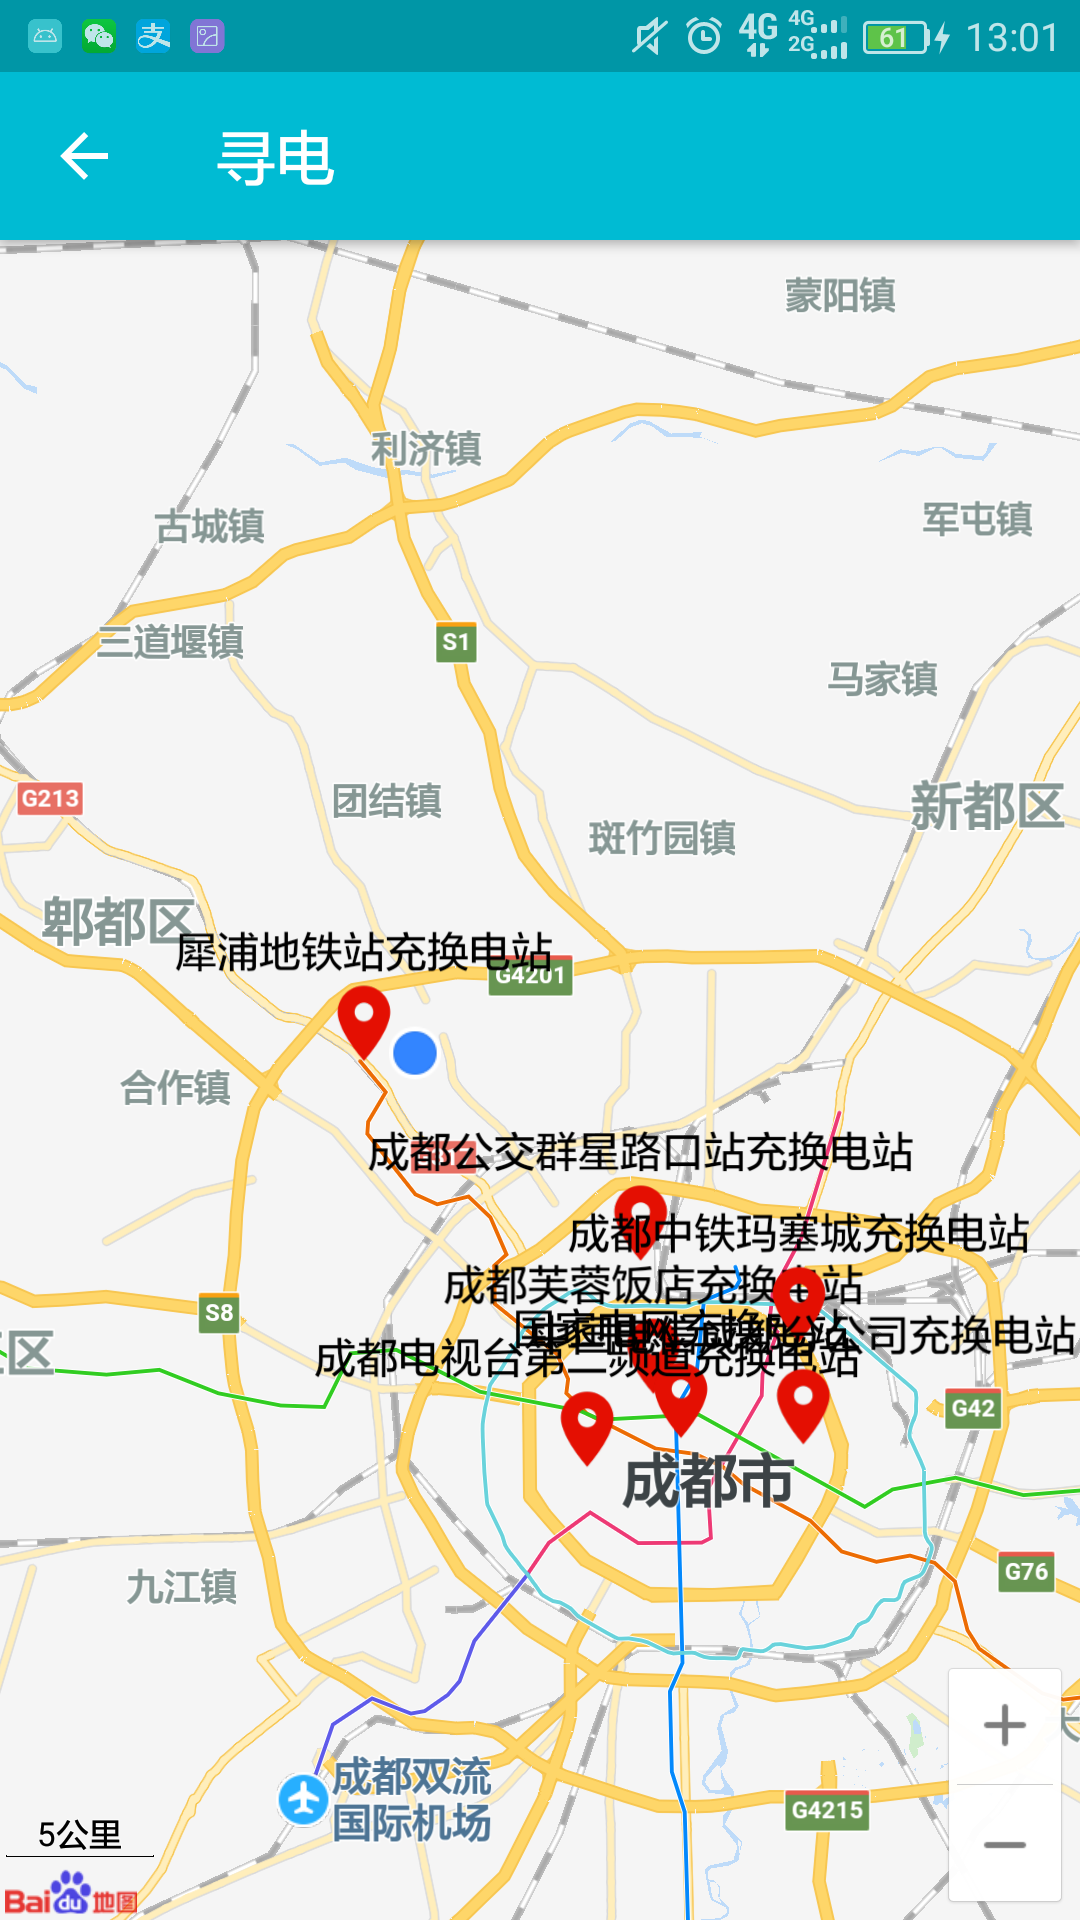 4G
4G
2G
61
13:01
寻电
蒙阳镇
利济镇
古城镇
军屯镇
三道堰镇
S1
马家镇
G213
团结镇
新都区
斑竹园镇
郫都区
犀浦地铁站充换电站
G4201
合作镇
成都公交群星路口站充换电站
成都中铁玛塞城充换电站
成都芙蓉饭店充换电站
S8
公司充换电站
区
成都电视台第二频道充换电站
G42
成都市
G76
九江镇
成都双流
国际机场
G4215
5公里
Bai du 地图